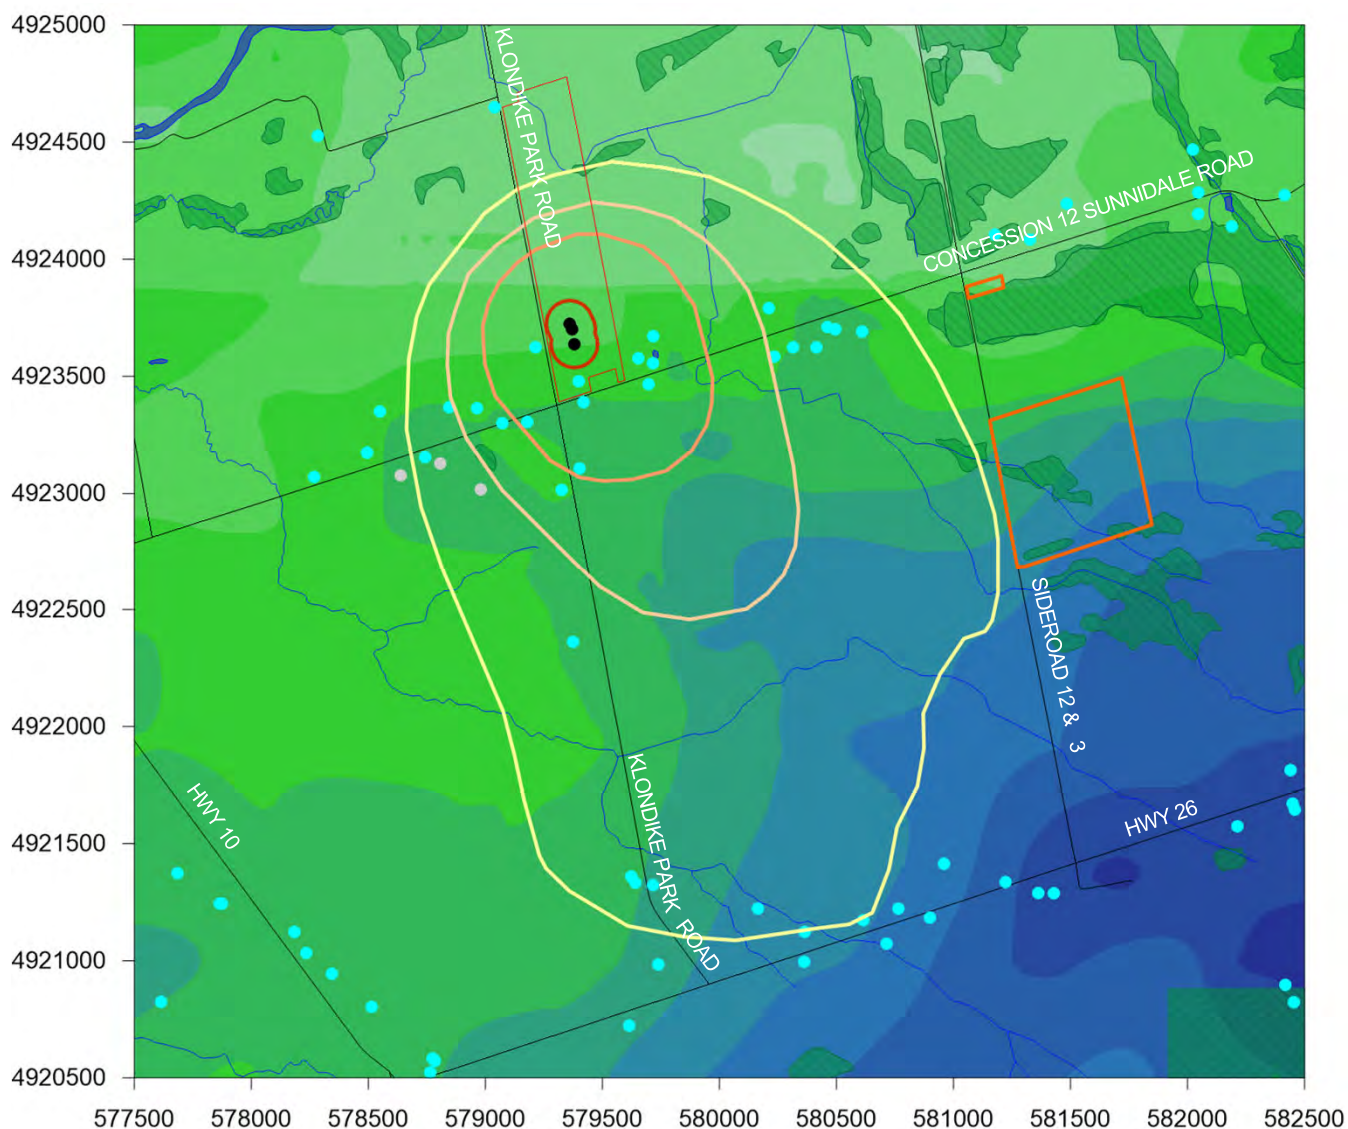 4925000
4924500
4924000
4923500
4923000
4922500
4922000
4921500
4921000
4920500
KLONDIKE PARK ROAD
CONCESSION 12 SUNNIDALE ROAD
SIDEROAD 12 & 3
HWY 10
KLONDIKE PARK ROAD
HWY 26
577500 578000 578500 579000 579500 580000 580500 581000 581500 582000 582500